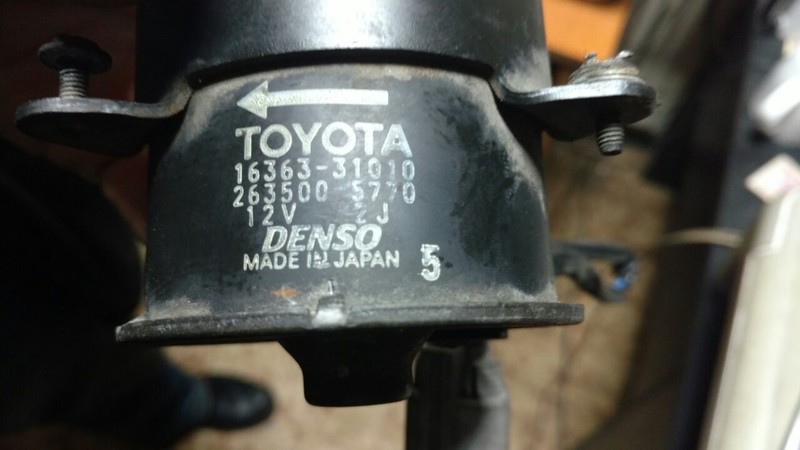 TOYOTA
16363-31010
263500 5770
12V 2J
DENSO
MADE IN JAPAN 5